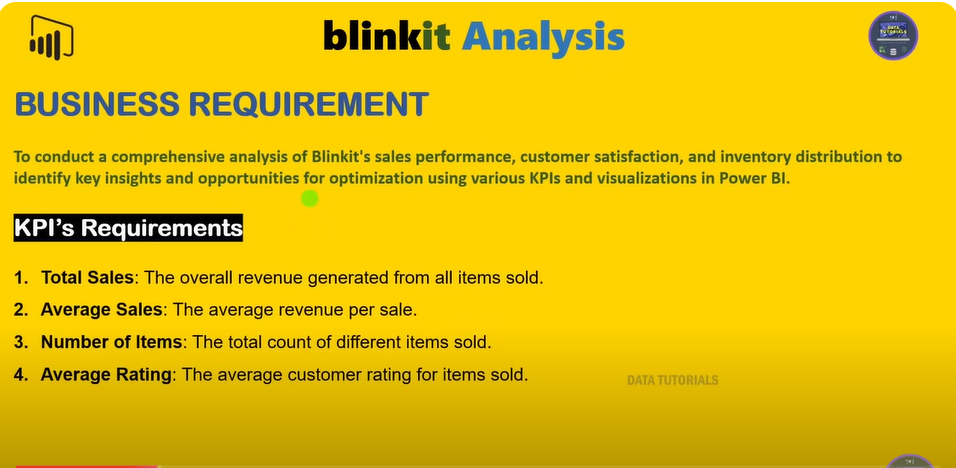 blinkit Analysis
DATA
TUTORIALS
BUSINESS REQUIREMENT
To conduct a comprehensive analysis of Blinkit's sales performance, customer satisfaction, and inventory distribution to
identify key insights and opportunities for optimization using various KPIs and visualizations in Power BI.
KPI's Requirements
1. Total Sales: The overall revenue generated from all items sold.
2. Average Sales: The average revenue per sale.
3. Number of Items: The total count of different items sold.
4. Average Rating: The average customer rating for items sold.
DATA TUTORIALS